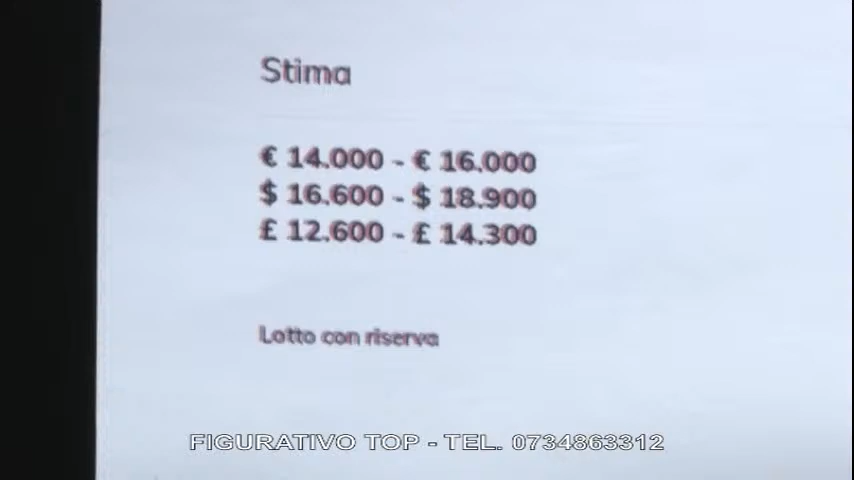 Stima
€ 14.000 - € 16.000
$ 16.600 - $ 18.900
£ 12.600 - £ 14.300
Lotto con riserva
FIGURATIVO TOP - TEL. 0734863312